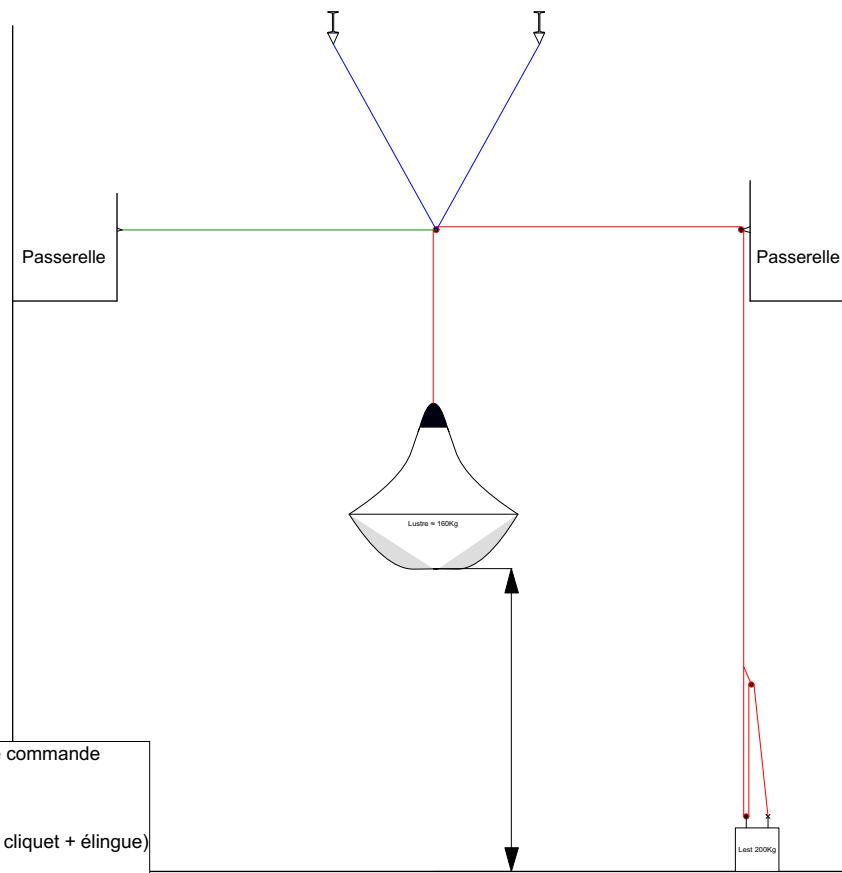 Passerelle
Passerelle
Lustre ≈ 160Kg
e commande
cliquet + élingue)
Lest 200Kg